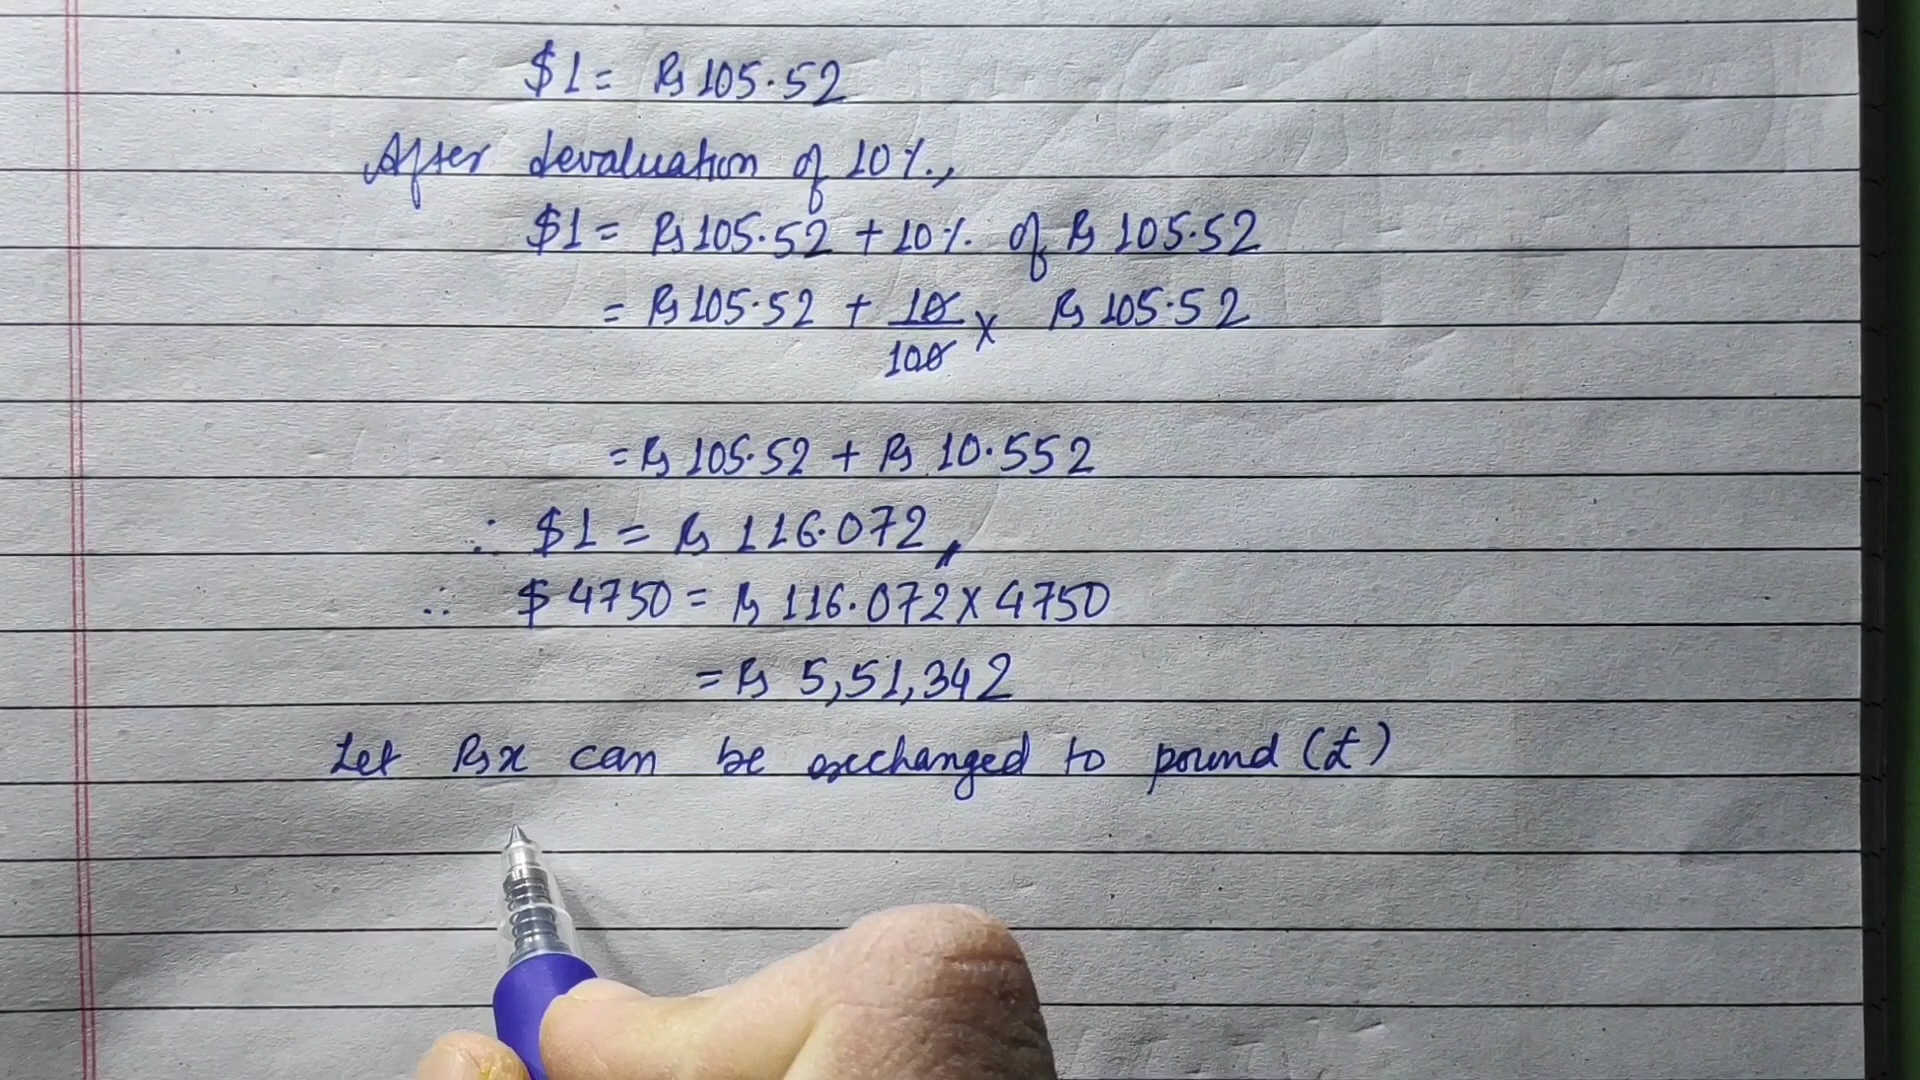 $1 = Rs 105.52
After devaluation of 10%,
$1 = Rs 105.52 + 10% of Rs 105.52
= Rs 105.52 + 10/100 × Rs 105.52
= Rs 105.52 + Rs 10.552
∴ $1 = Rs 116.072
∴ $4750 = Rs 116.072 × 4750
= Rs 5,51,342
Let Rs x can be exchanged to pound (£)